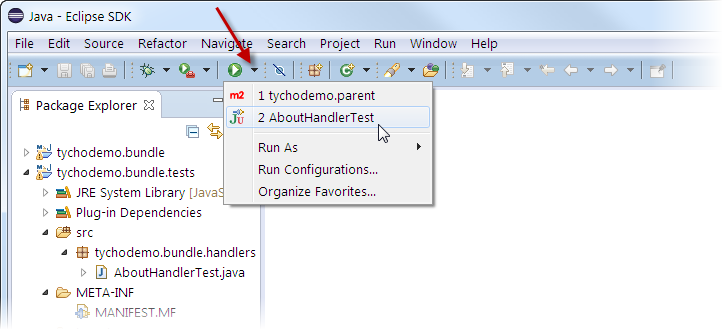 Java - Eclipse SDK
File Edit Source Refactor Navigate Search Project Run Window Help
Package Explorer
m2 1 tychodemo.parent
JU 2 AboutHandlerTest
Run As
Run Configurations...
Organize Favorites...
tychodemo.bundle
tychodemo.bundle.tests
JRE System Library [JavaS
Plug-in Dependencies
src
tychodemo.bundle.handlers
AboutHandlerTest.java
META-INF
MANIFEST.MF